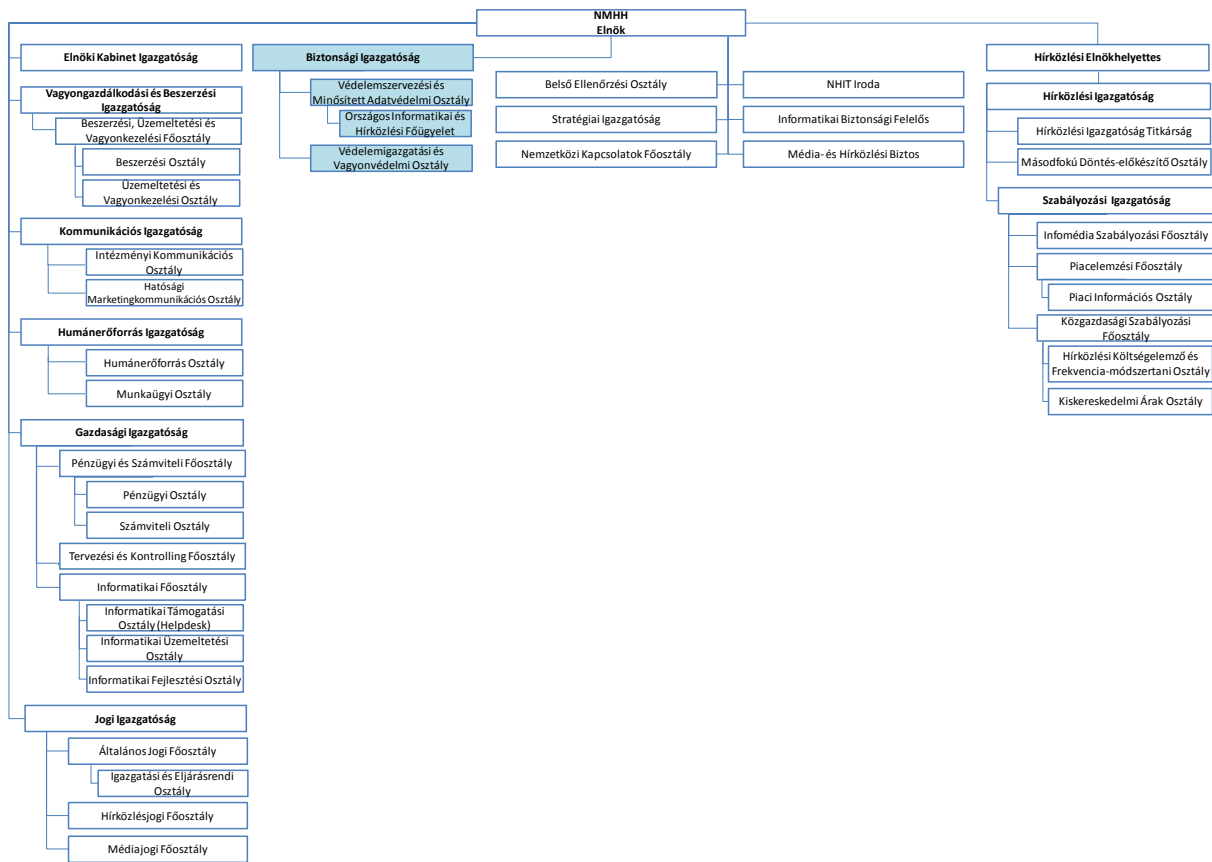 NMHH
Elnök
Elnöki Kabinet Igazgatóság
Vagyongazdálkodási és Beszerzési
Igazgatóság
Beszerzési, Üzemeltetési és
Vagyonkezelési Főosztály
Beszerzési Osztály
Üzemeltetési és
Vagyonkezelési Osztály
Kommunikációs Igazgatóság
Intézményi Kommunikációs
Osztály
Hatósági
Marketingkommunikációs Osztály
Humánerőforrás Igazgatóság
Humánerőforrás Osztály
Munkaügyi Osztály
Gazdasági Igazgatóság
Pénzügyi és Számviteli Főosztály
Pénzügyi Osztály
Számviteli Osztály
Tervezési és Kontrolling Főosztály
Informatikai Főosztály
Informatikai Támogatási
Osztály (Helpdesk)
Informatikai Üzemeltetési
Osztály
Informatikai Fejlesztési Osztály
Jogi Igazgatóság
Általános Jogi Főosztály
Igazgatási és Eljárásrendi
Osztály
Hírközlésjogi Főosztály
Médiajogi Főosztály
Biztonsági Igazgatóság
Védelemszervezési és
Minősített Adatvédelmi Osztály
Országos Informatikai és
Hírközlési Főügyelet
Védelemigazgatási és
Vagyonvédelmi Osztály
Belső Ellenőrzési Osztály
Stratégiai Igazgatóság
Nemzetközi Kapcsolatok Főosztály
NHIT Iroda
Informatikai Biztonsági Felelős
Média- és Hírközlési Biztos
Hírközlési Elnökhelyettes
Hírközlési Igazgatóság
Hírközlési Igazgatóság Titkárság
Másodfokú Döntés-előkészítő Osztály
Szabályozási Igazgatóság
Infomédia Szabályozási Főosztály
Piacelemzési Főosztály
Piaci Információs Osztály
Közgazdasági Szabályozási
Főosztály
Hírközlési Költségelemző és
Frekvencia-módszertani Osztály
Kiskereskedelmi Árak Osztály